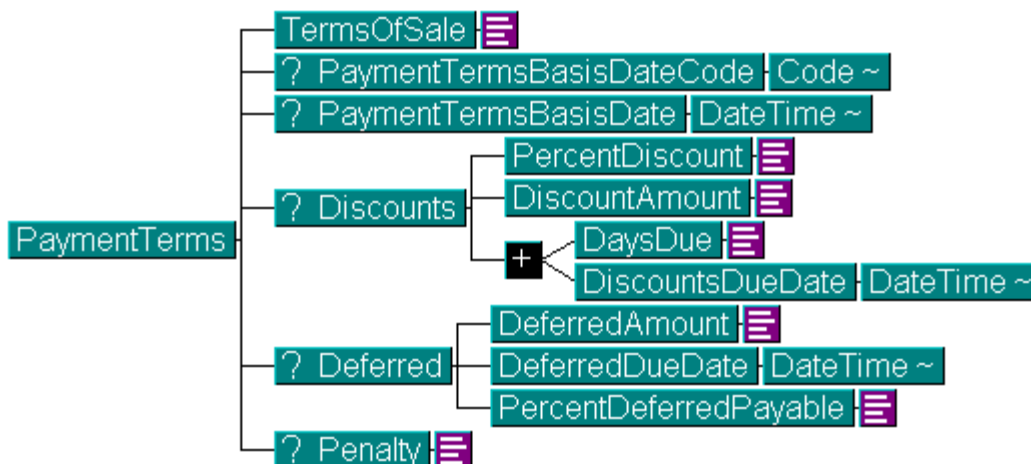 TermsOfSale
? PaymentTermsBasisDateCode Code ~
? PaymentTermsBasisDate DateTime ~
PercentDiscount
? Discounts
DiscountAmount
PaymentTerms
+
DaysDue
DiscountsDueDate DateTime ~
DeferredAmount
? Deferred
DeferredDueDate DateTime ~
PercentDeferredPayable
? Penalty